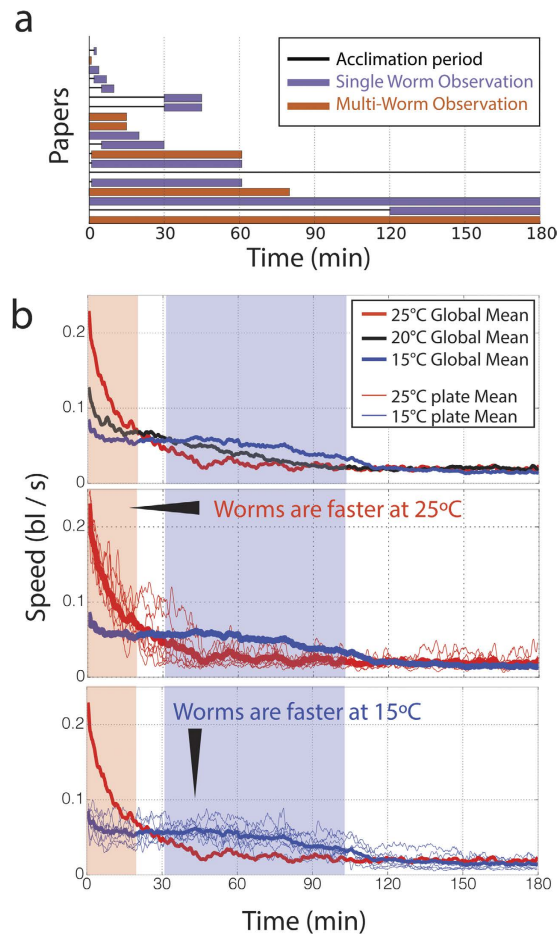 a
Acclimation period
Single Worm Observation
Multi-Worm Observation
Papers
0 30 60 90 120 150 180
Time (min)
b
25°C Global Mean
20°C Global Mean
15°C Global Mean
25°C plate Mean
15°C plate Mean
0.2
0.1
0
Worms are faster at 25ºC
0.2
0.1
0
Speed (bl / s)
Worms are faster at 15ºC
0.2
0.1
0
0 30 60 90 120 150 180
Time (min)